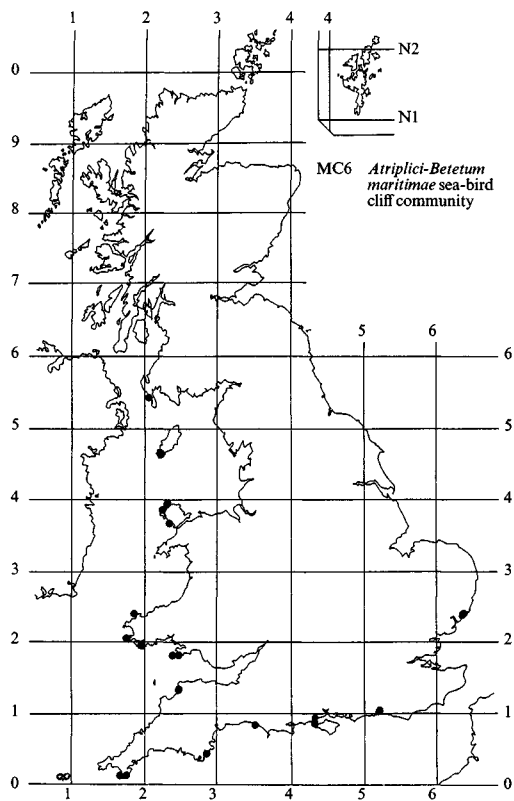 1 2 3 4 4
N2
0
N1
9
MC6 Atriplici-Betetum
maritimae sea-bird
cliff community
8
7
5 6
6 6
5 5
4 4
3 3
2 2
1 1
0 0
1 2 3 4 5 6